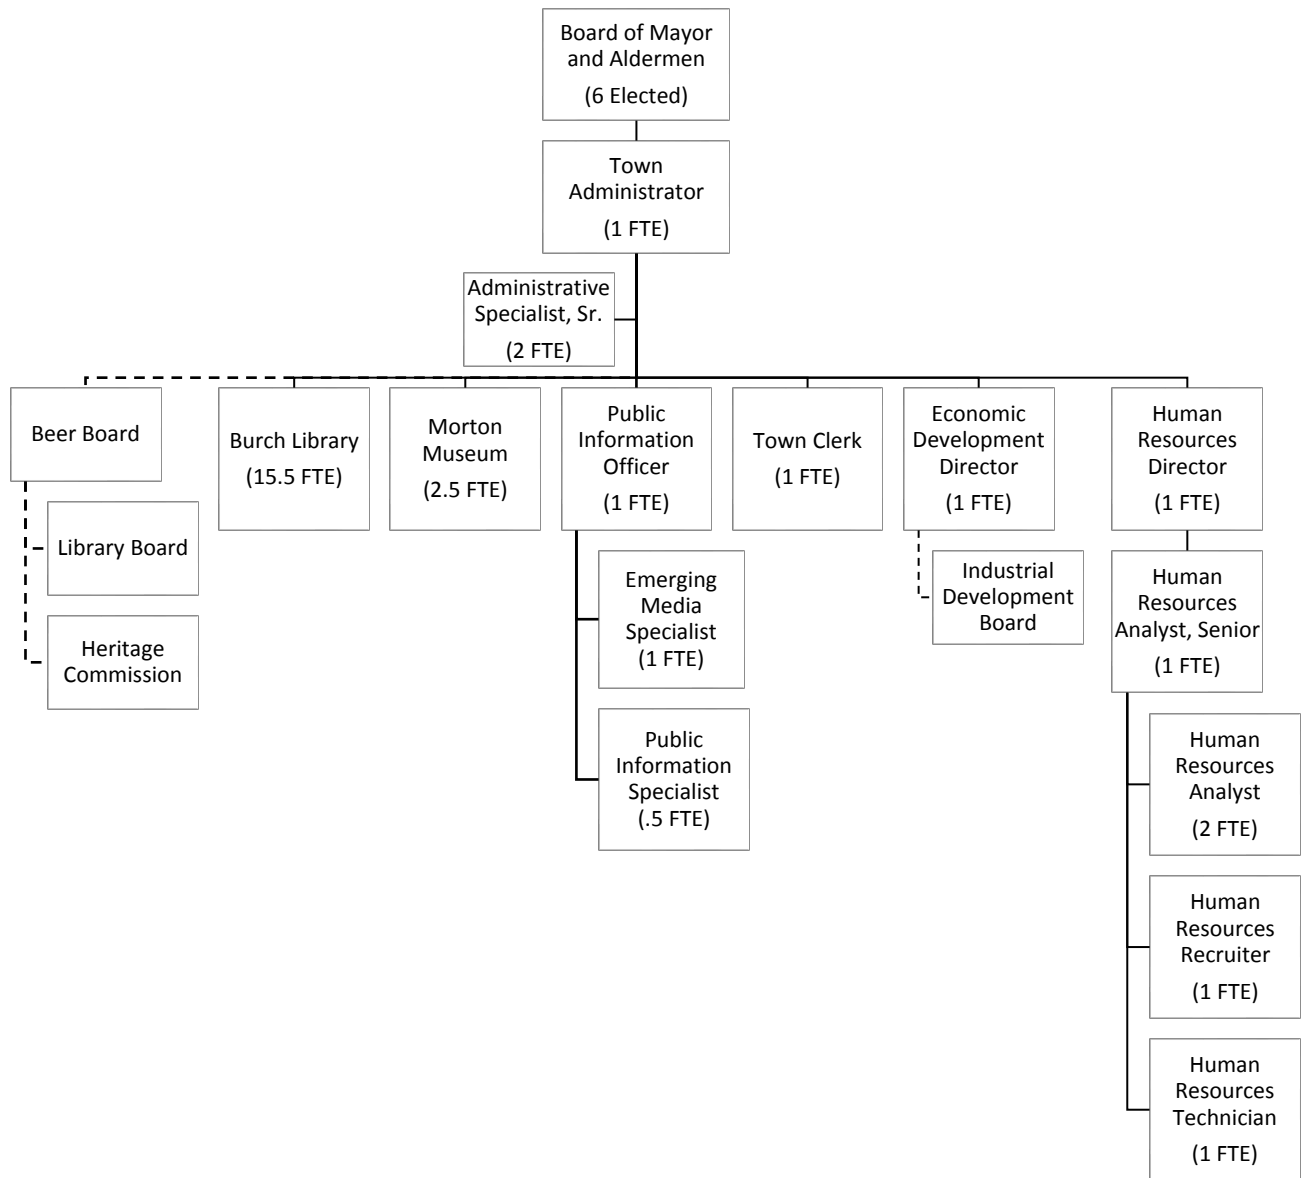 Board of Mayor
and Aldermen
(6 Elected)
Town
Administrator
(1 FTE)
Administrative
Specialist, Sr.
(2 FTE)
Beer Board
Library Board
Heritage
Commission
Burch Library
(15.5 FTE)
Morton
Museum
(2.5 FTE)
Public
Information
Officer
(1 FTE)
Emerging
Media
Specialist
(1 FTE)
Public
Information
Specialist
(.5 FTE)
Town Clerk
(1 FTE)
Economic
Development
Director
(1 FTE)
Industrial
Development
Board
Human
Resources
Director
(1 FTE)
Human
Resources
Analyst, Senior
(1 FTE)
Human
Resources
Analyst
(2 FTE)
Human
Resources
Recruiter
(1 FTE)
Human
Resources
Technician
(1 FTE)